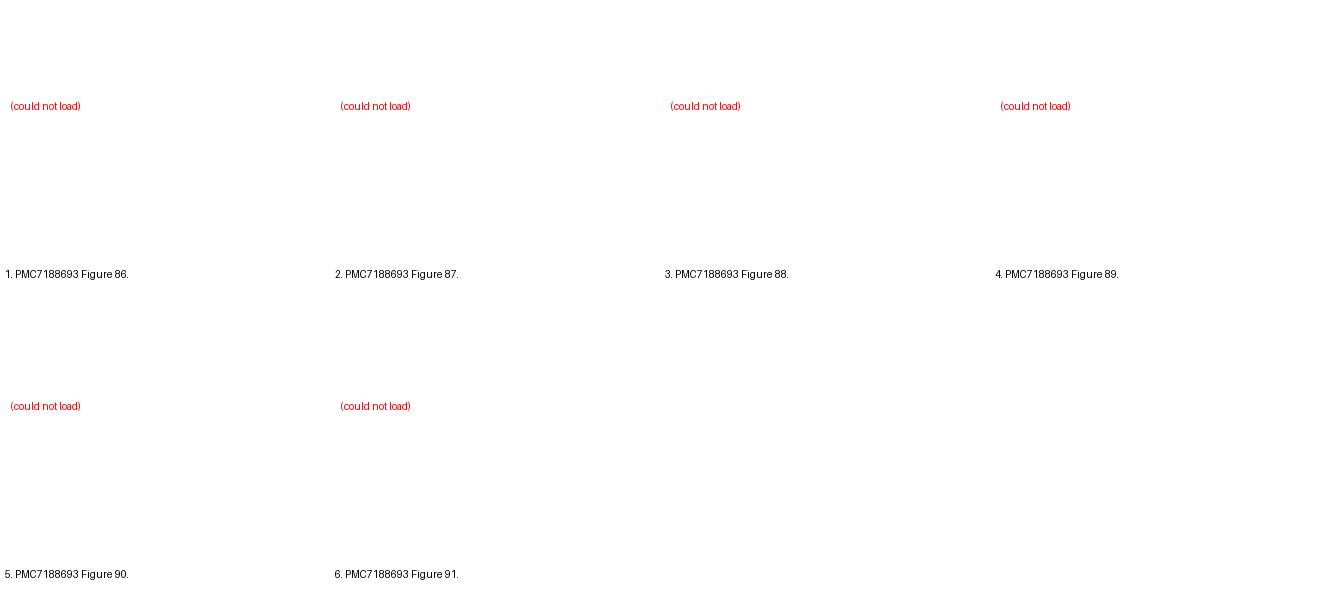 (could not load) (could not load) (could not load) (could not load)
1. PMC7188693 Figure 86. 2. PMC7188693 Figure 87. 3. PMC7188693 Figure 88. 4. PMC7188693 Figure 89.
(could not load) (could not load)
5. PMC7188693 Figure 90. 6. PMC7188693 Figure 91.